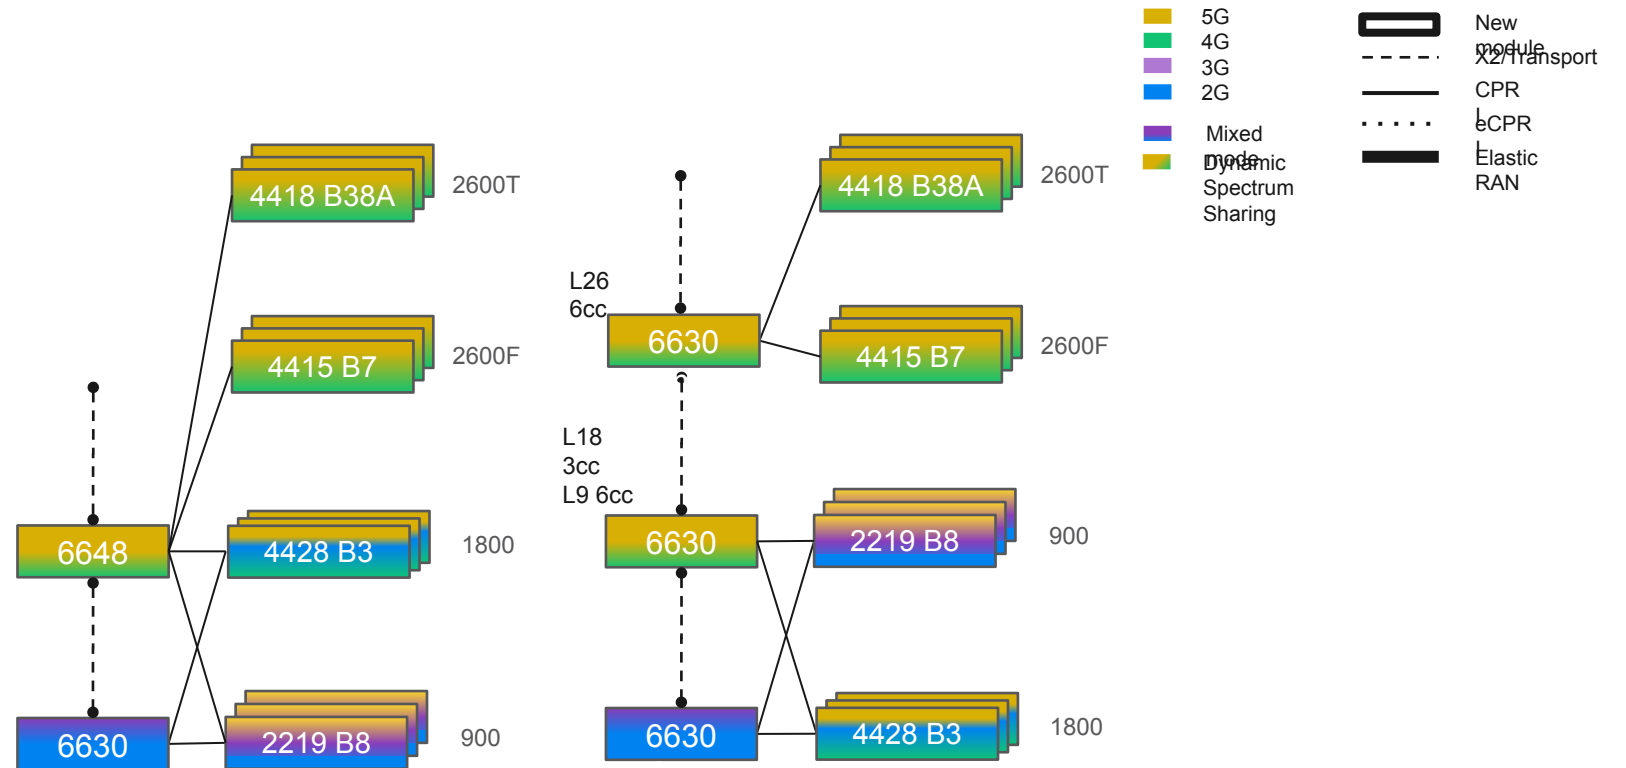 5G
4G
3G
2G
Mixed
mode
Dynamic
Spectrum
Sharing
New
module
X2/Transport
CPR
I
eCPR
I
Elastic
RAN
4418 B38A
2600T
4415 B7
2600F
6648
4428 B3
1800
6630
2219 B8
900
L26
6cc
6630
4418 B38A
2600T
4415 B7
2600F
L18
3cc
L9 6cc
6630
2219 B8
900
6630
4428 B3
1800